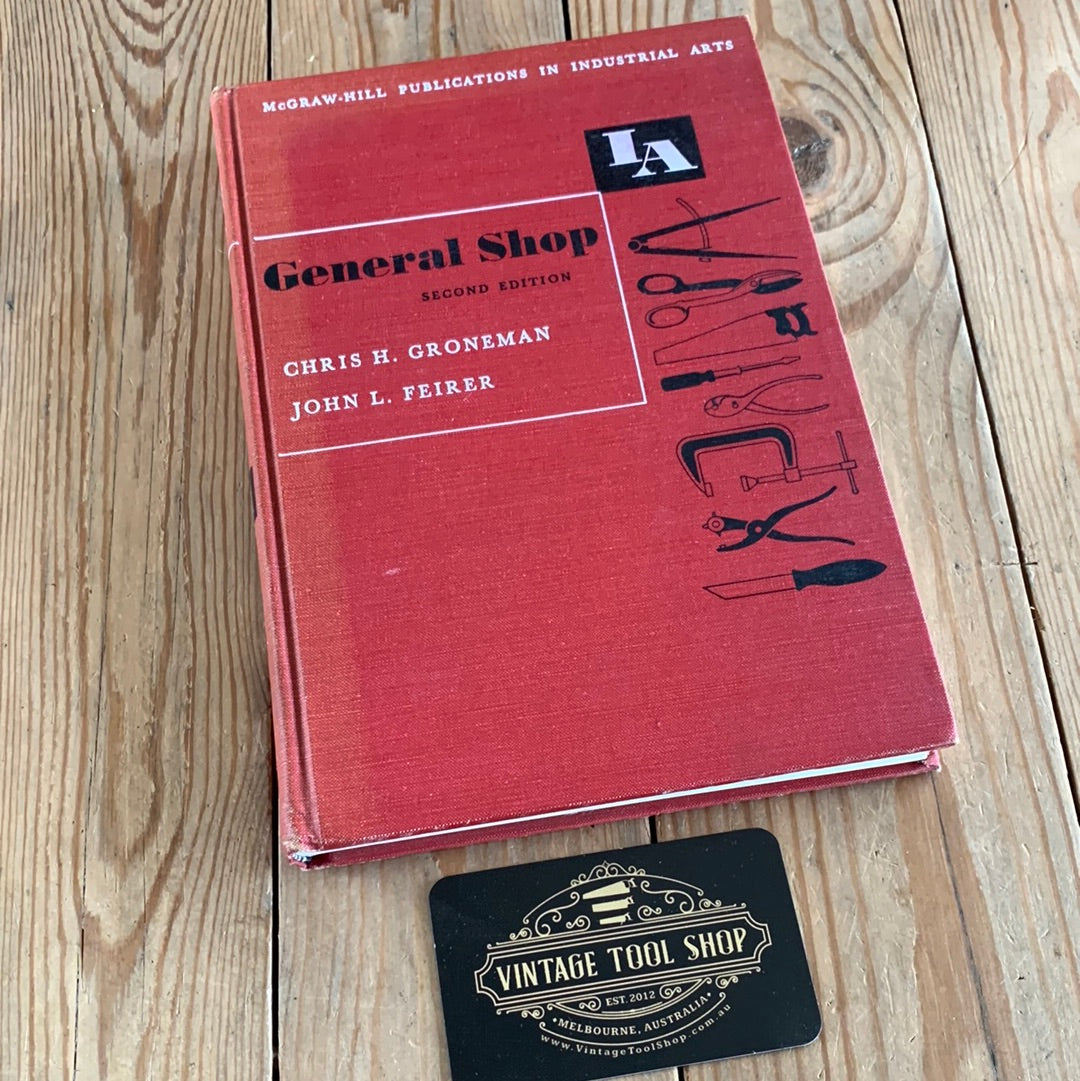 McGRAW-HILL PUBLICATIONS IN INDUSTRIAL ARTS
IA
General Shop
SECOND EDITION
CHRIS H. GRONEMAN
JOHN L. FEIRER
VINTAGE TOOL SHOP
EST. 2012
• MELBOURNE, AUSTRALIA •
www.VintageToolShop.com.au